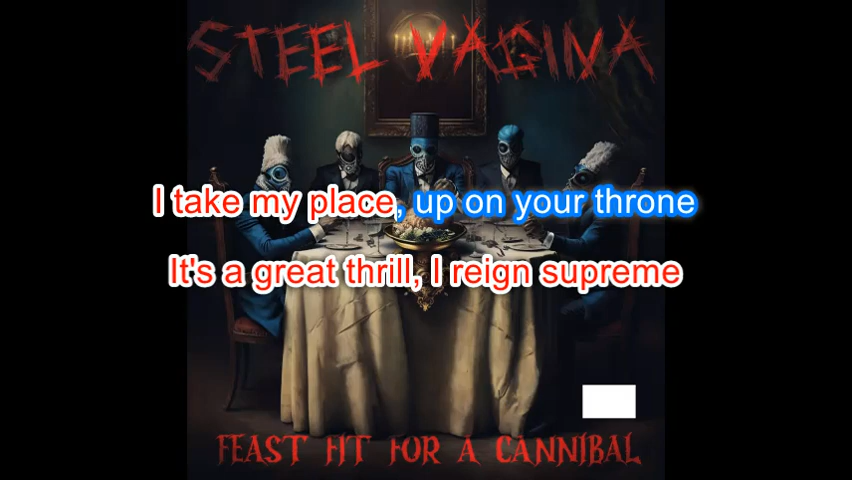 STEEL VAGINA
I take my place, up on your throne
It's a great thrill, I reign supreme
FEAST FIT FOR A CANNIBAL